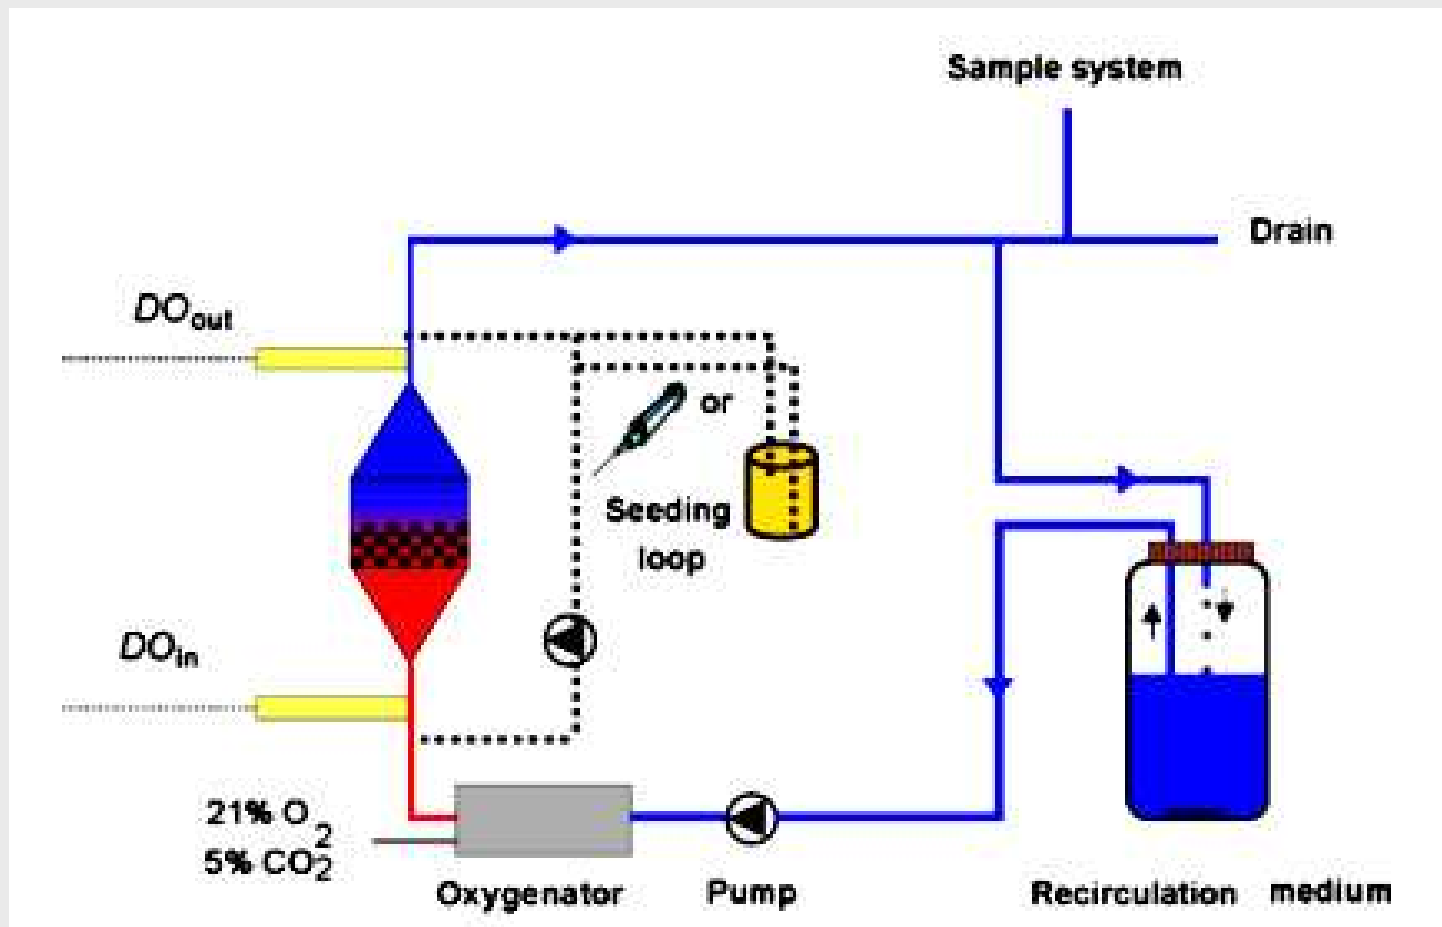 Sample system
Drain
DOout
or
Seeding
loop
DOin
21% O2
5% CO2
Oxygenator
Pump
Recirculation medium